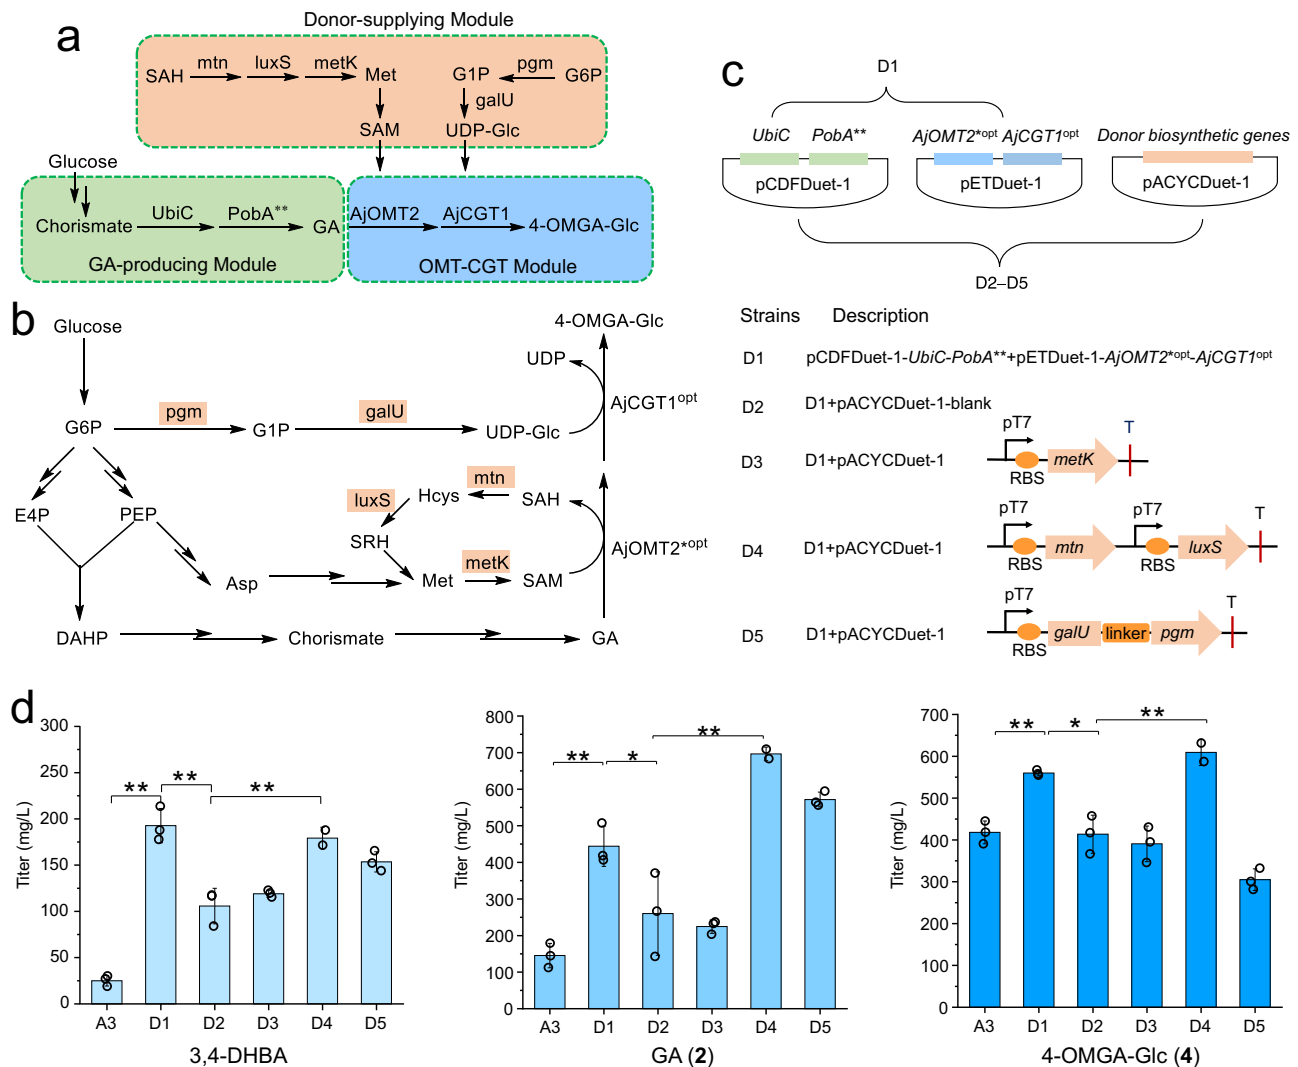 a
Donor-supplying Module
SAH mtn luxS metK Met G1P pgm G6P
galU
SAM UDP-Glc
Glucose
Chorismate UbiC PobA** GA AjOMT2 AjCGT1 4-OMGA-Glc
GA-producing Module OMT-CGT Module
b
Glucose
4-OMGA-Glc
UDP
AjCGT1opt
G6P pgm G1P galU UDP-Glc
E4P PEP
luxS Hcys mtn SAH
SRH
AjOMT2*opt
Asp Met metK SAM
DAHP Chorismate GA
c
D1
UbiC PobA** AjOMT2*opt AjCGT1opt Donor biosynthetic genes
pCDFDuet-1 pETDuet-1 pACYCDuet-1
D2–D5
Strains Description
D1 pCDFDuet-1-UbiC-PobA**+pETDuet-1-AjOMT2*opt-AjCGT1opt
D2 D1+pACYCDuet-1-blank
D3 D1+pACYCDuet-1 pT7 RBS metK T
D4 D1+pACYCDuet-1 pT7 RBS mtn pT7 RBS luxS T
D5 D1+pACYCDuet-1 pT7 RBS galU linker pgm T
d
Titer (mg/L)
300
250
200
150
100
50
0
** ** **
A3 D1 D2 D3 D4 D5
3,4-DHBA
Titer (mg/L)
800
700
600
500
400
300
200
100
0
** * **
A3 D1 D2 D3 D4 D5
GA (2)
Titer (mg/L)
700
600
500
400
300
200
100
0
** * **
A3 D1 D2 D3 D4 D5
4-OMGA-Glc (4)